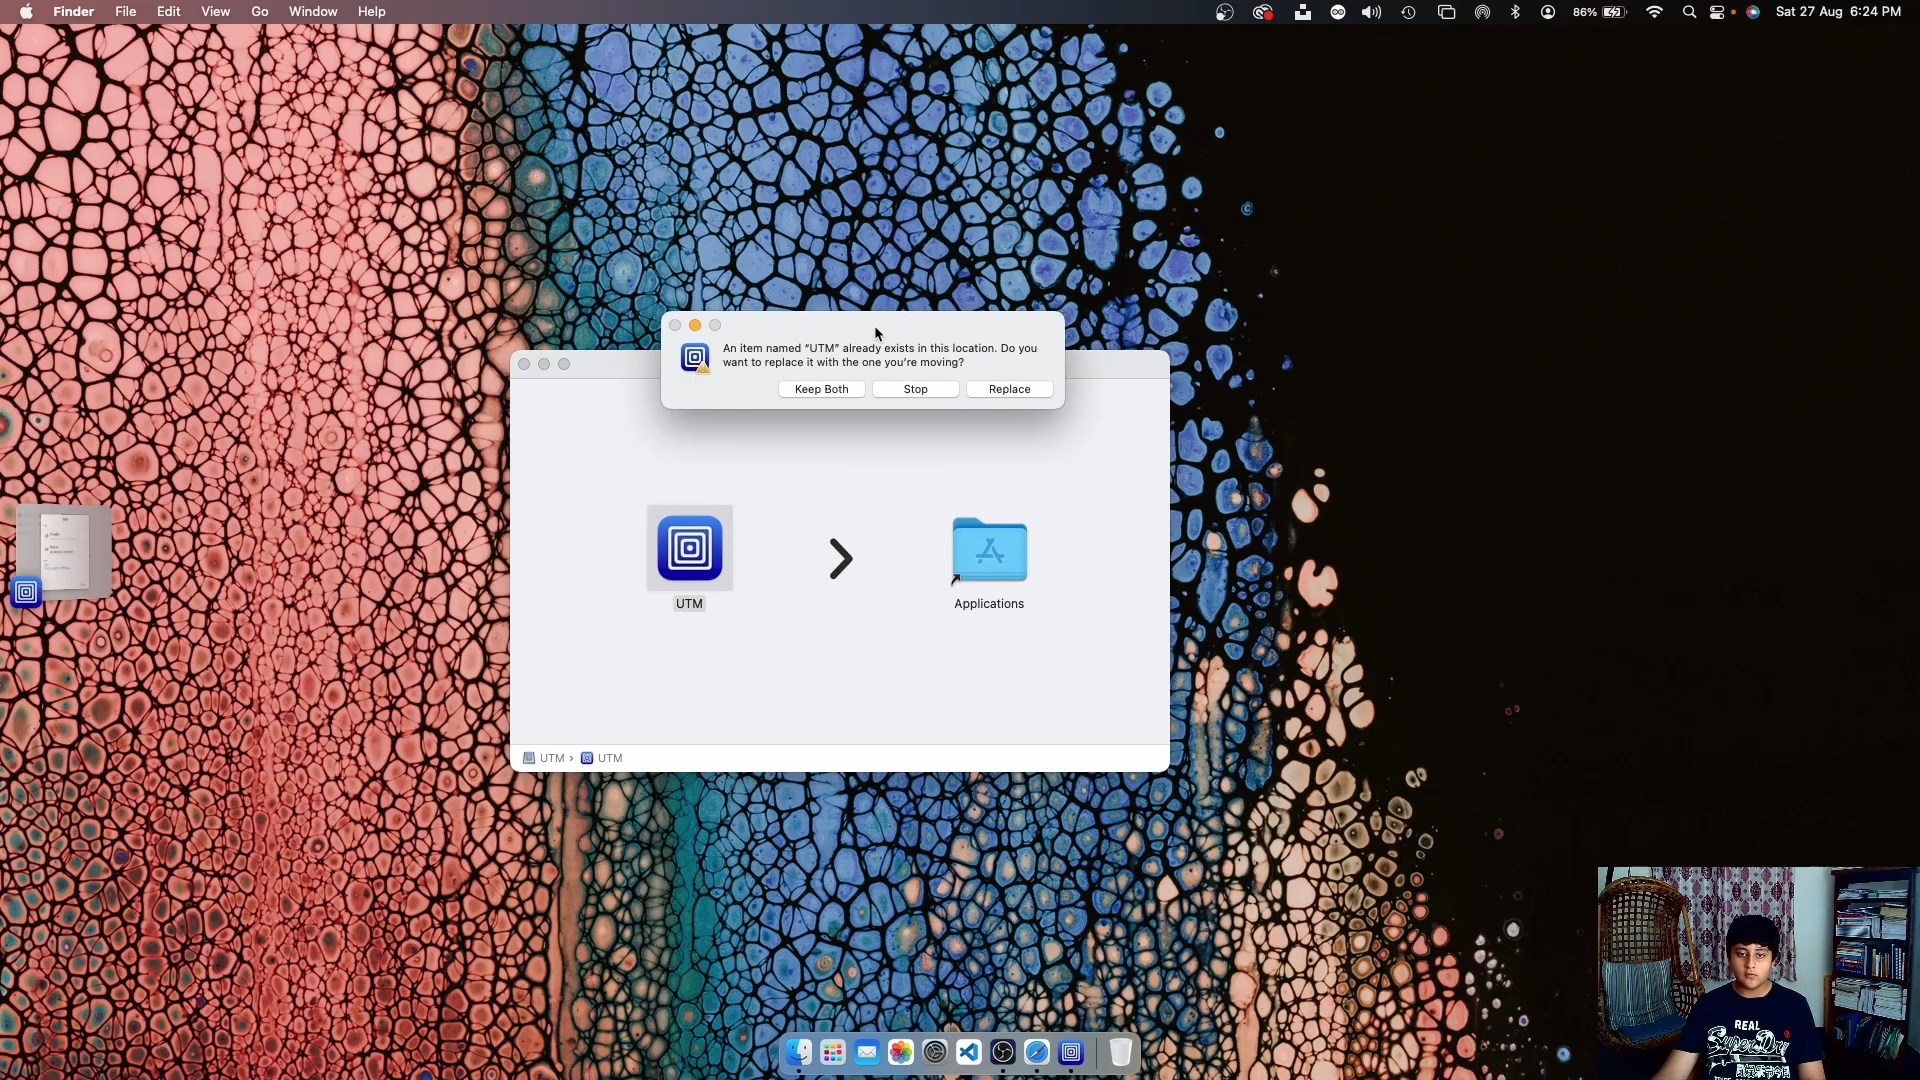 Finder File Edit View Go Window Help
86% Sat 27 Aug 6:24 PM
An item named “UTM” already exists in this location. Do you
want to replace it with the one you’re moving?
Keep Both Stop Replace
UTM
Applications
UTM › UTM
REAL
SuperDry